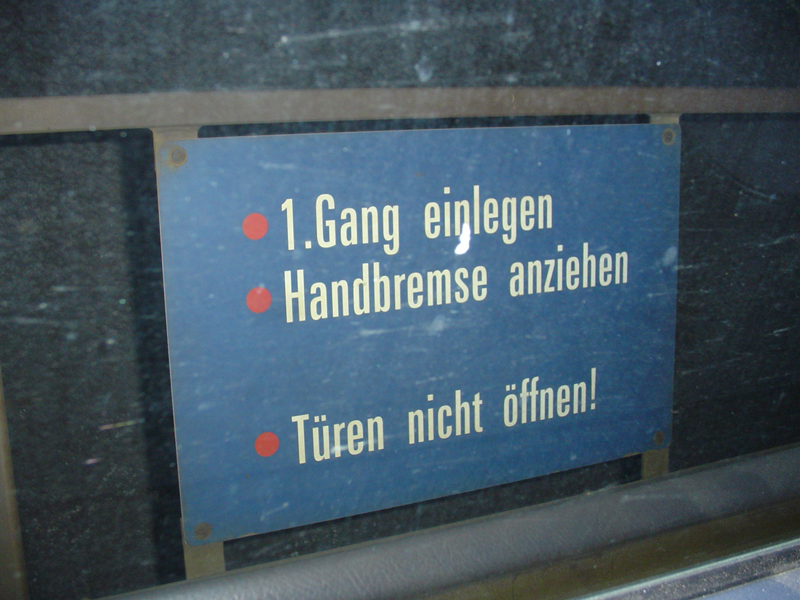 1.Gang einlegen
Handbremse anziehen
Türen nicht öffnen!